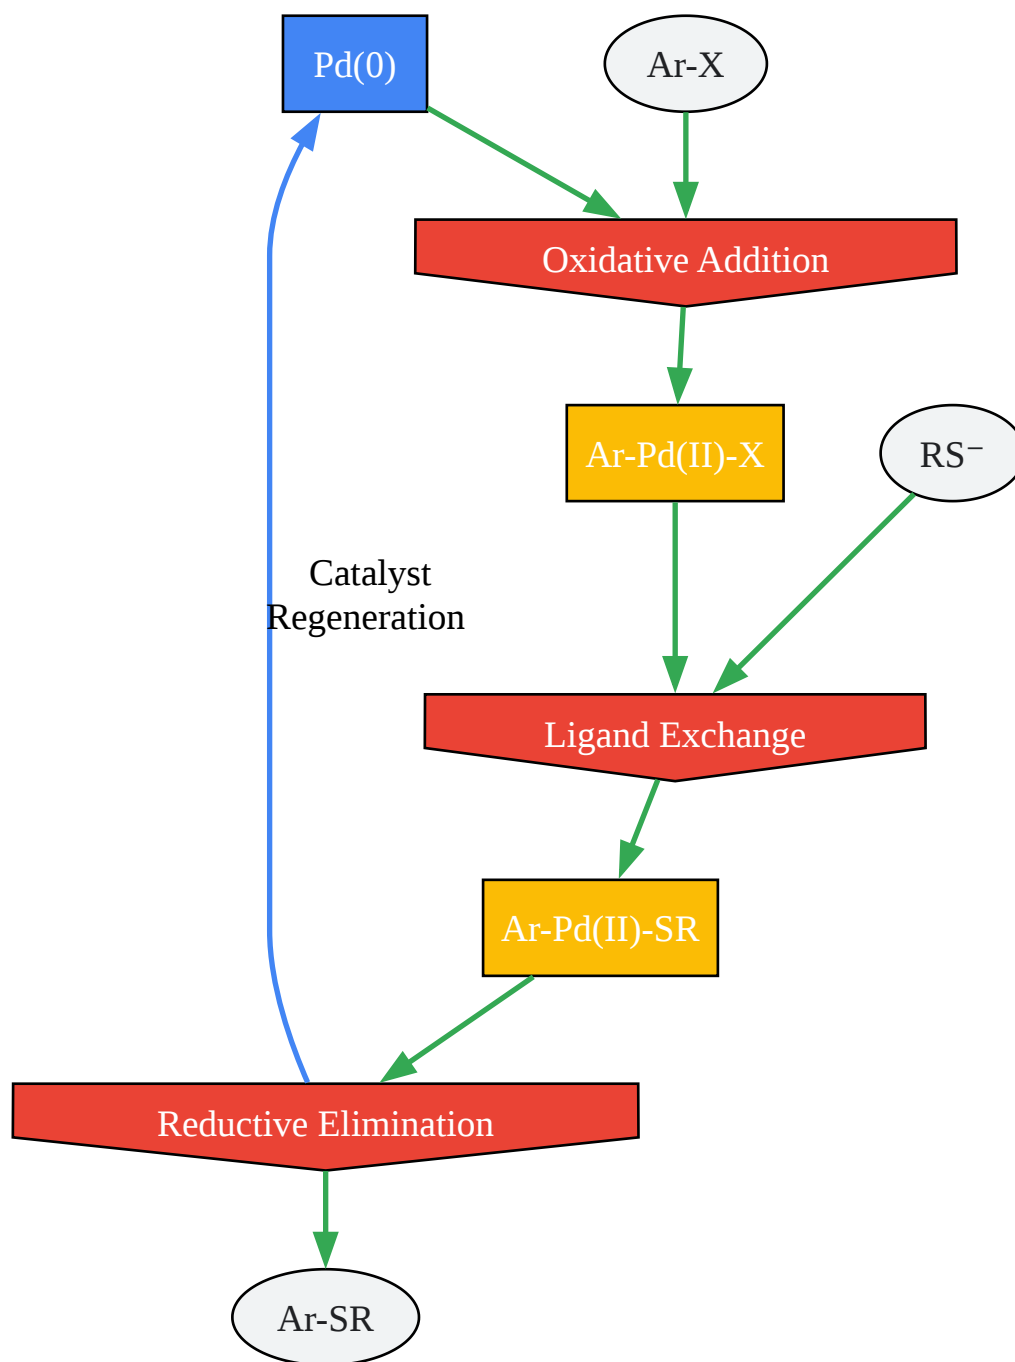 Pd(0)
Ar-X
Oxidative Addition
Ar-Pd(II)-X
RS⁻
Catalyst
Regeneration
Ligand Exchange
Ar-Pd(II)-SR
Reductive Elimination
Ar-SR